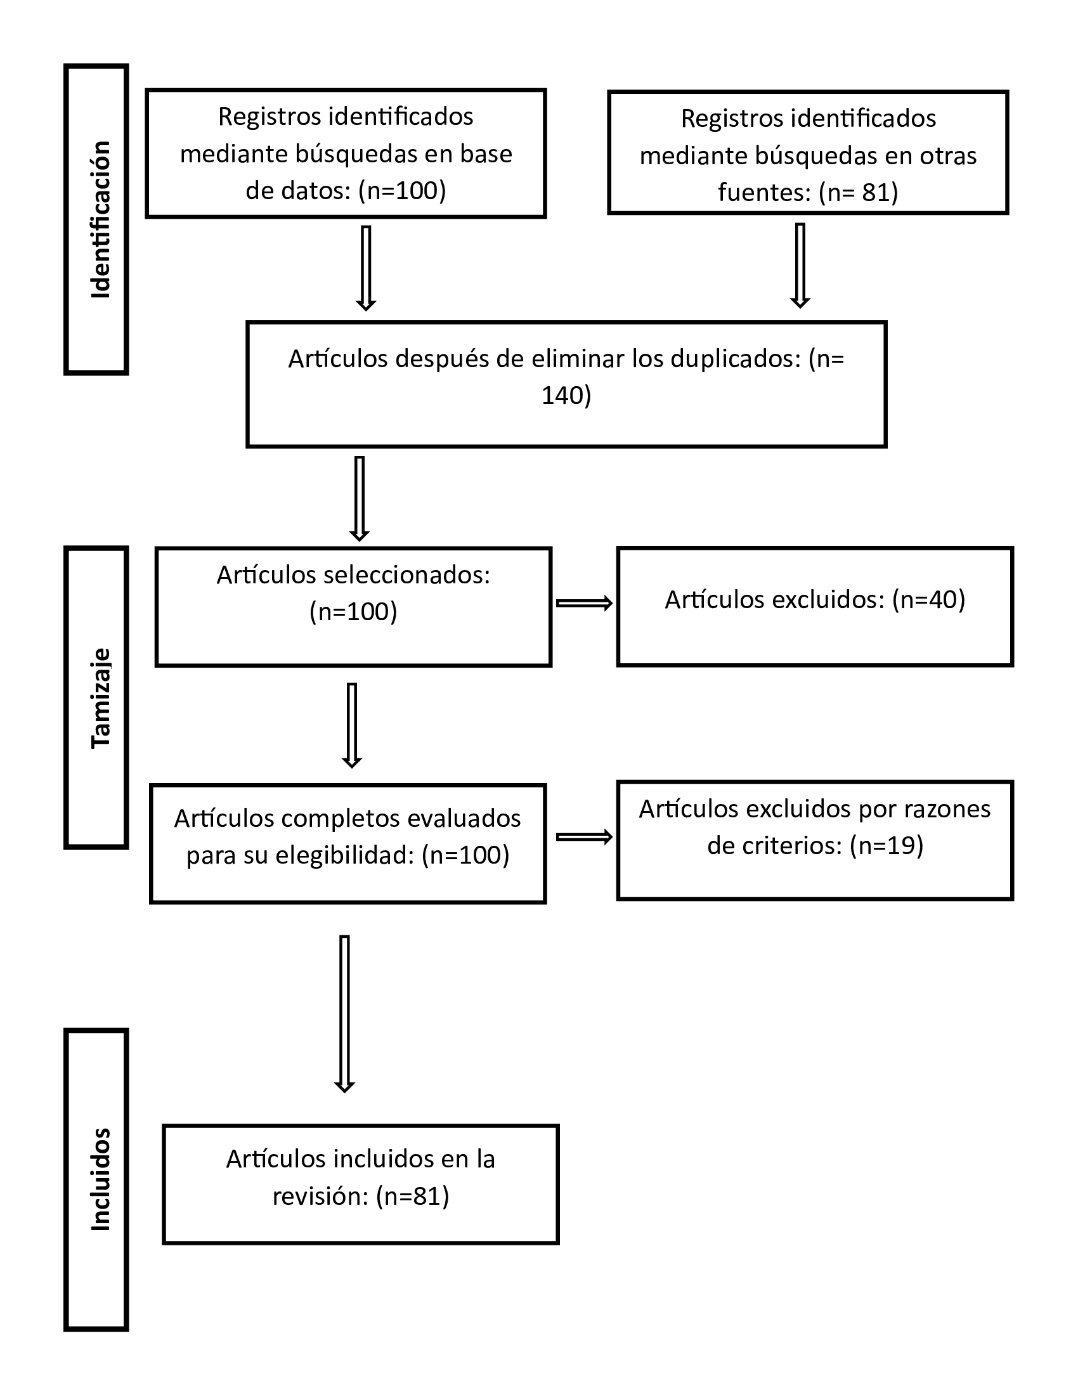 Identificación
Registros identificados
mediante búsquedas en base
de datos: (n=100)
Registros identificados
mediante búsquedas en otras
fuentes: (n= 81)
Artículos después de eliminar los duplicados: (n=
140)
Tamizaje
Artículos seleccionados:
(n=100)
Artículos excluidos: (n=40)
Artículos completos evaluados
para su elegibilidad: (n=100)
Artículos excluidos por razones
de criterios: (n=19)
Incluidos
Artículos incluidos en la
revisión: (n=81)